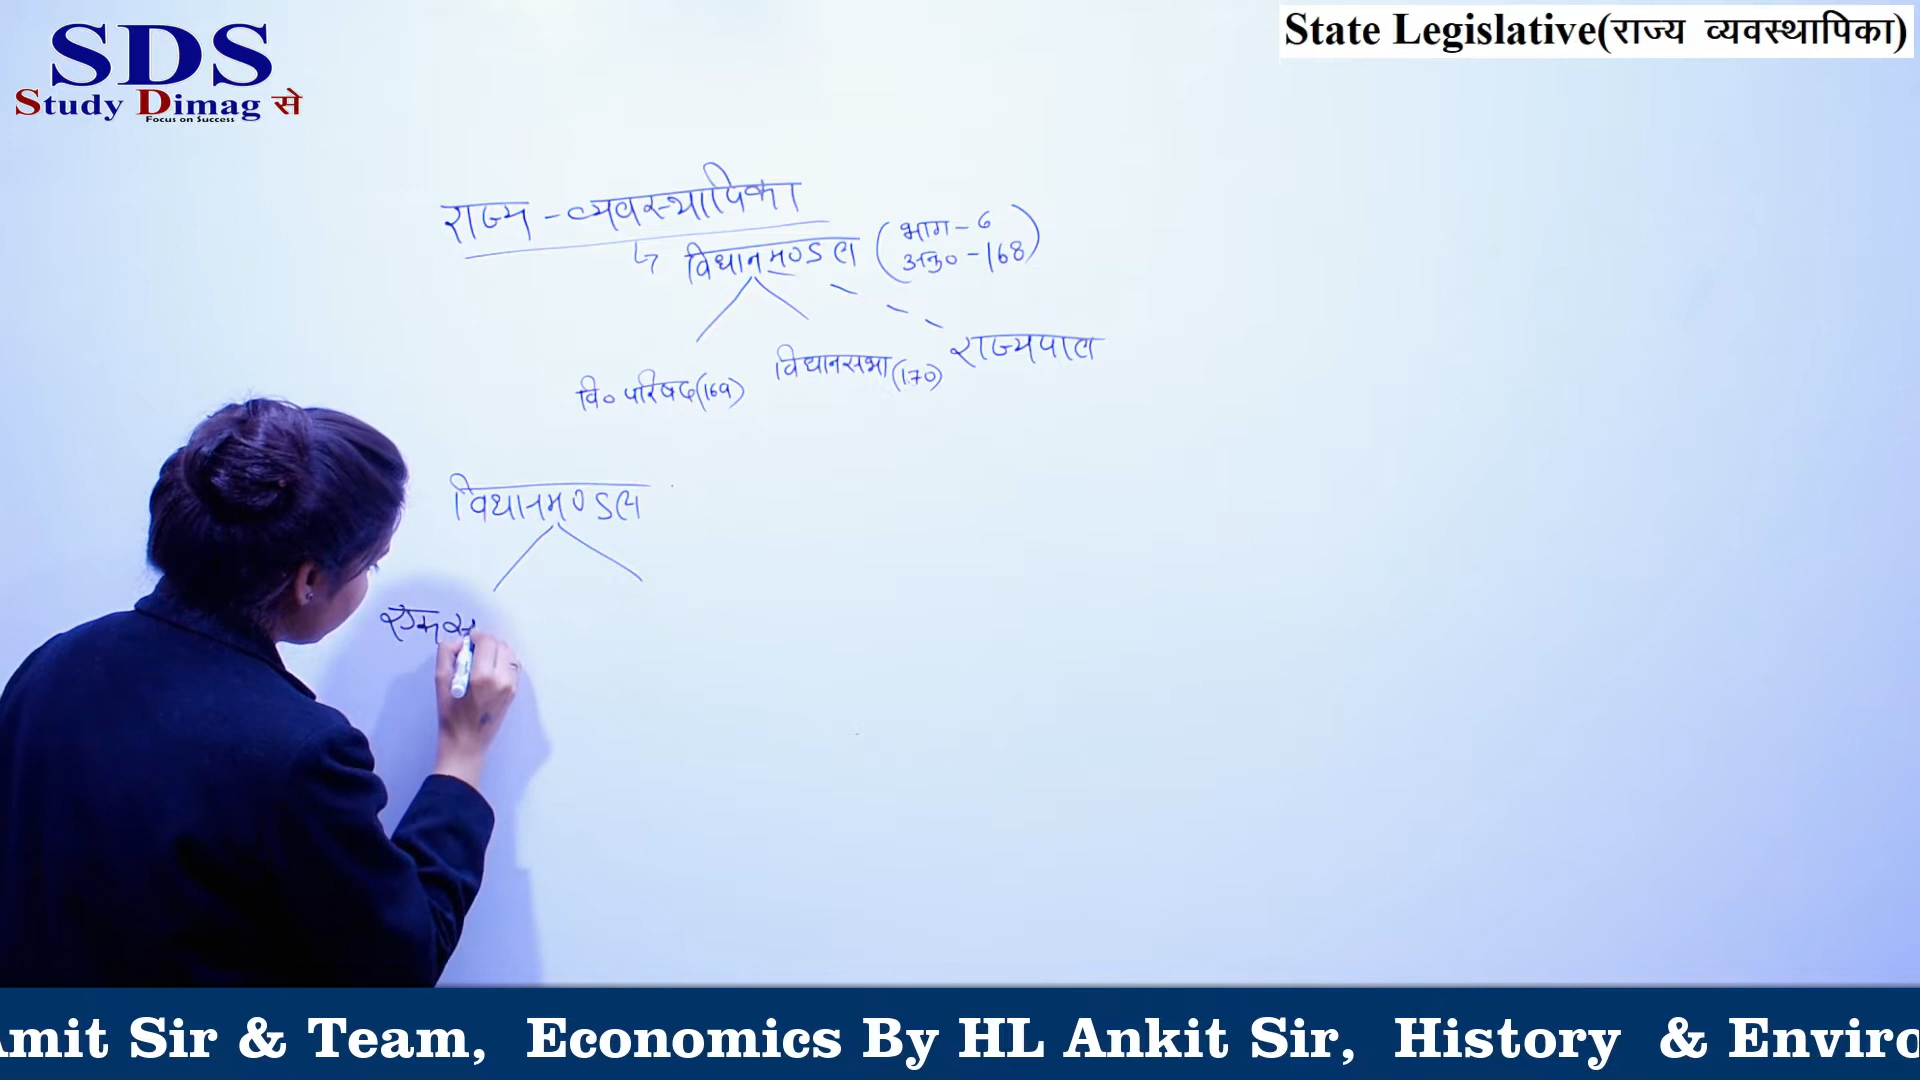 State Legislative(राज्य व्यवस्थापिका)
SDS
Study Dimag से
Focus on Success
राज्य - व्यवस्थापिका
↳ विधानमण्डल (भाग - 6
अनु० - 168)
वि० परिषद(169) विधानसभा(170) राज्यपाल
विधानमण्डल
Amit Sir & Team, Economics By HL Ankit Sir, History & Enviro